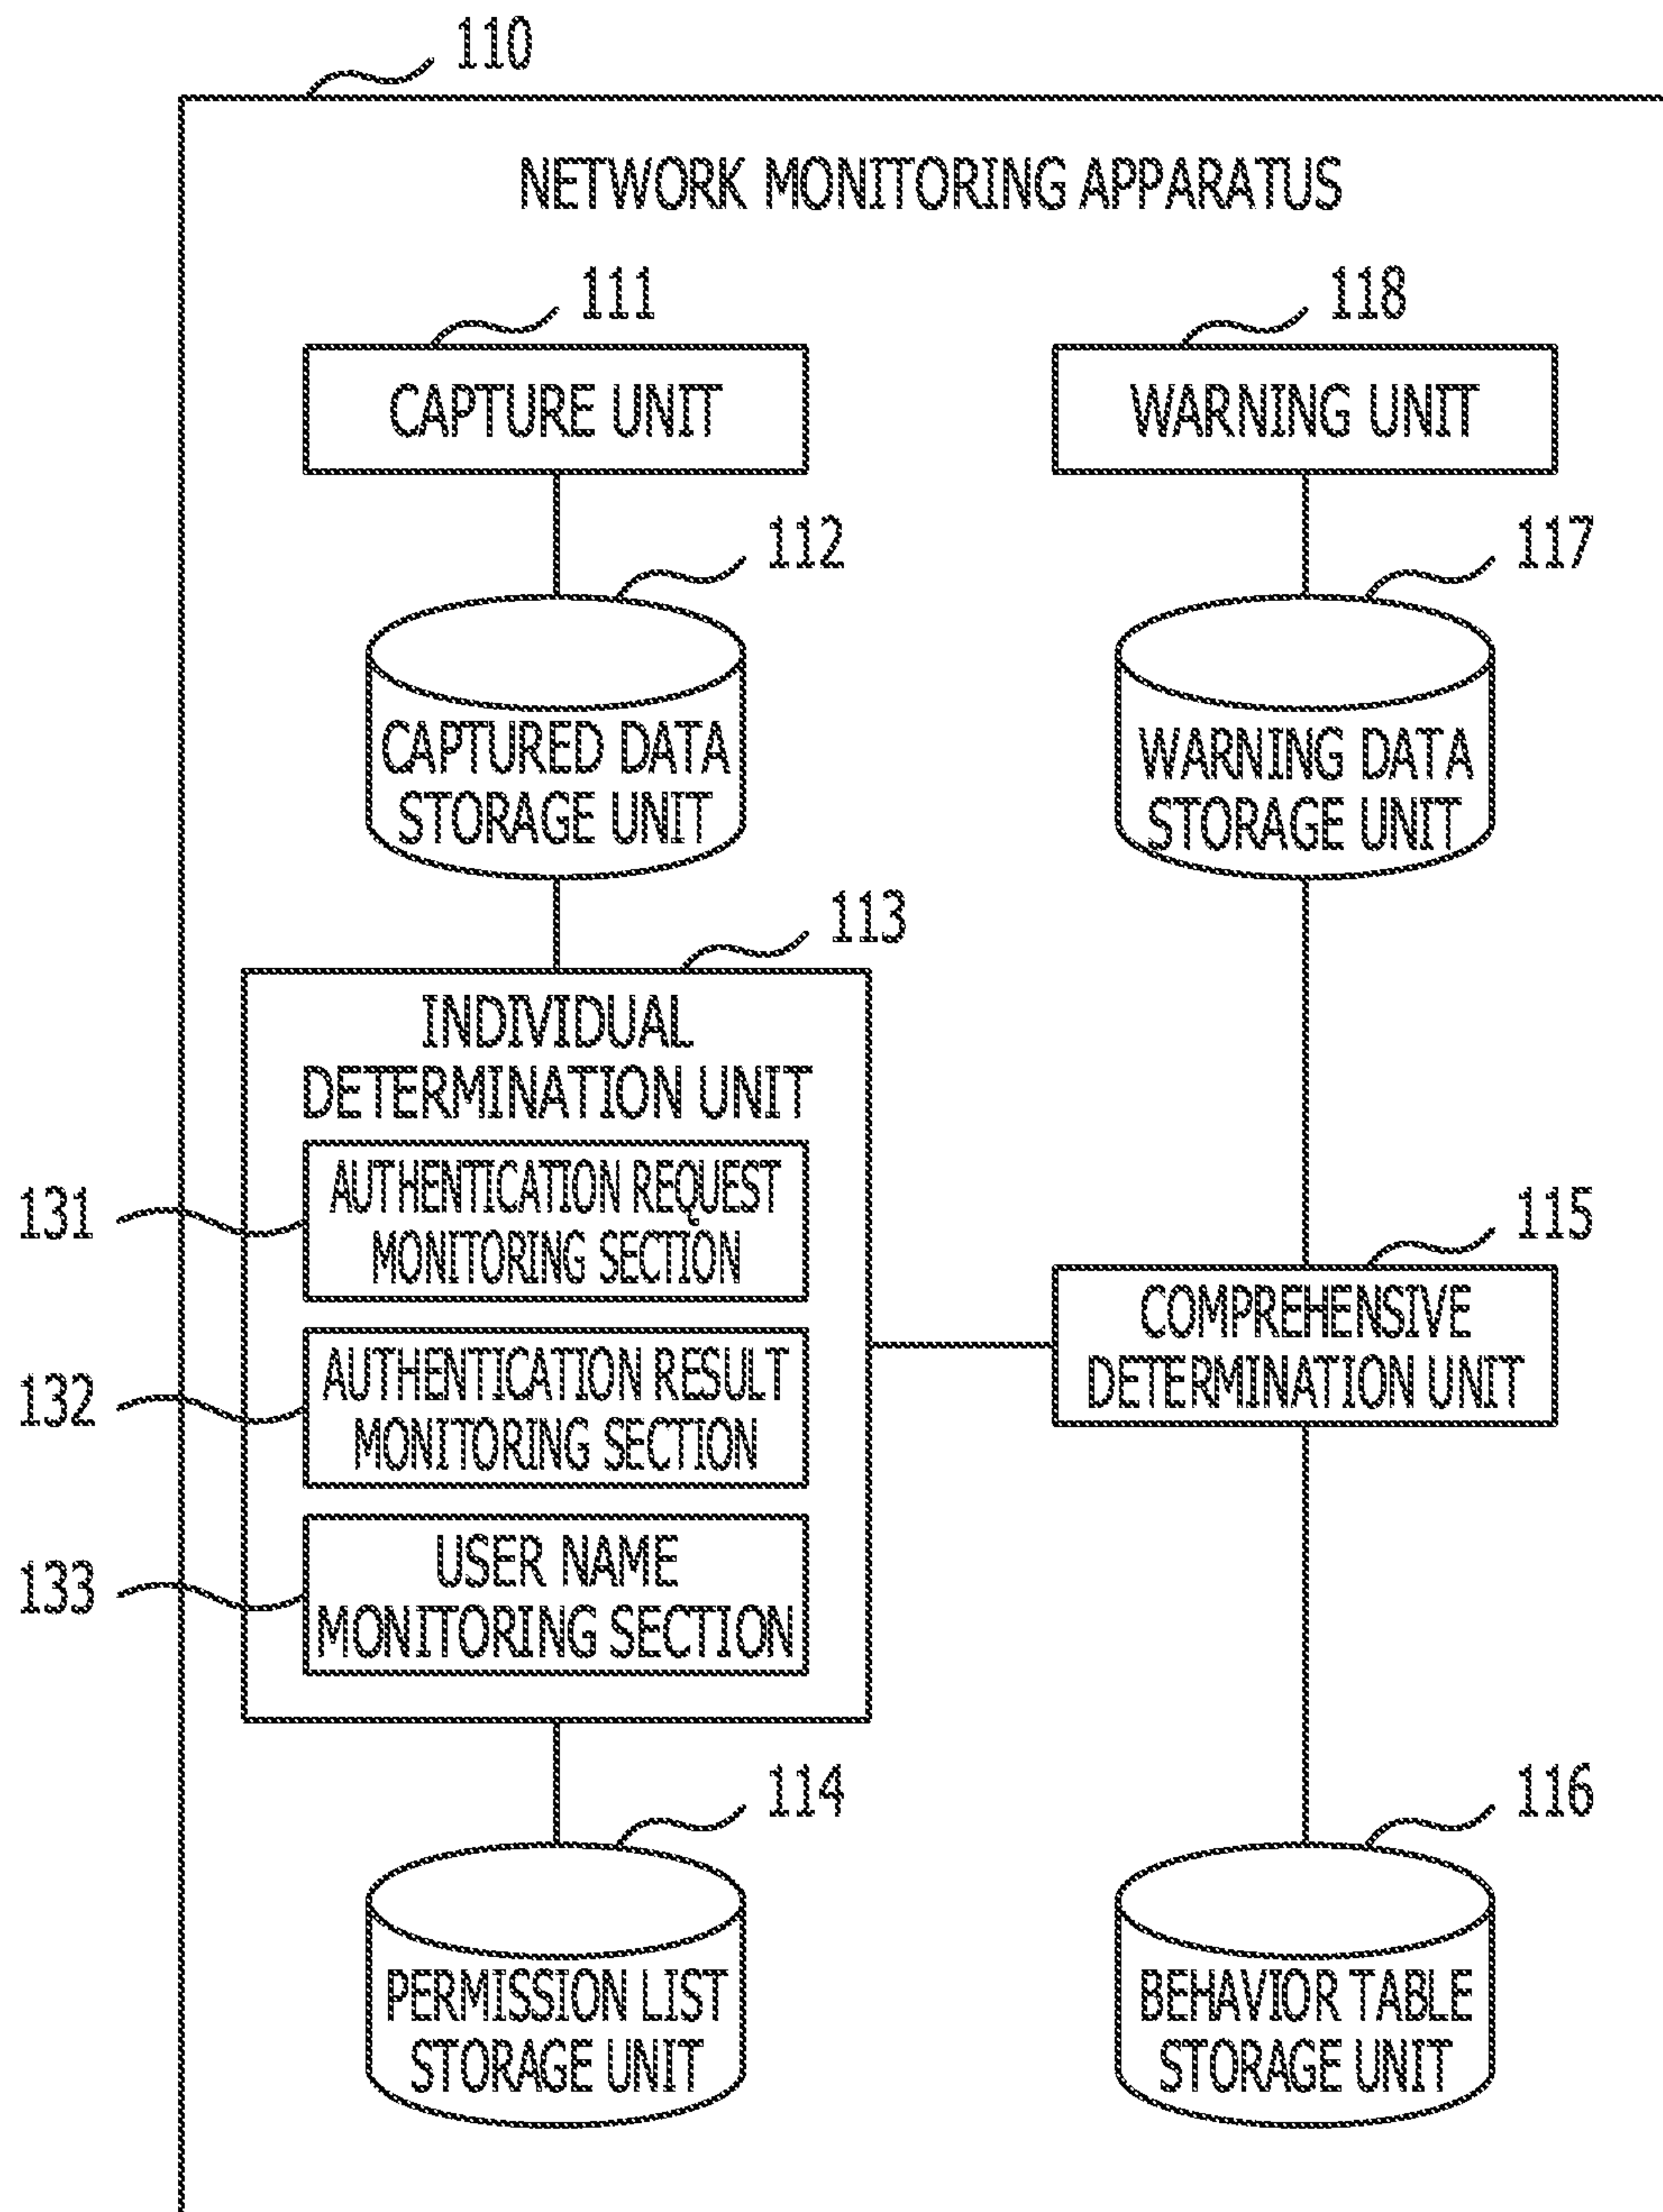 110
NETWORK MONITORING APPARATUS
111
118
CAPTURE UNIT
WARNING UNIT
112
117
CAPTURED DATA
STORAGE UNIT
WARNING DATA
STORAGE UNIT
113
INDIVIDUAL
DETERMINATION UNIT
131
AUTHENTICATION REQUEST
MONITORING SECTION
115
COMPREHENSIVE
DETERMINATION UNIT
132
AUTHENTICATION RESULT
MONITORING SECTION
133
USER NAME
MONITORING SECTION
114
116
PERMISSION LIST
STORAGE UNIT
BEHAVIOR TABLE
STORAGE UNIT